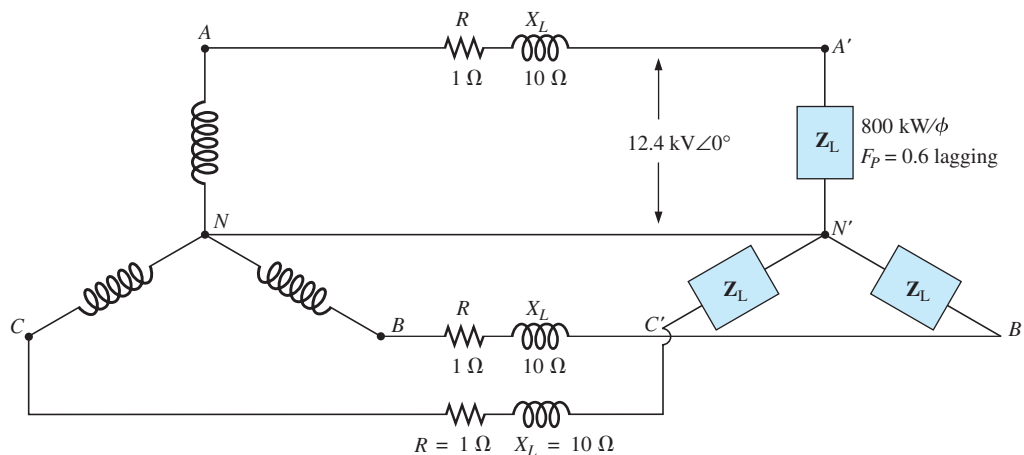 A
R
X_L
A′
1 Ω
10 Ω
12.4 kV∠0°
Z_L
800 kW/ϕ
F_P = 0.6 lagging
N
N′
Z_L
Z_L
C
B
R
X_L
C′
B
1 Ω
10 Ω
R = 1 Ω
X_L = 10 Ω